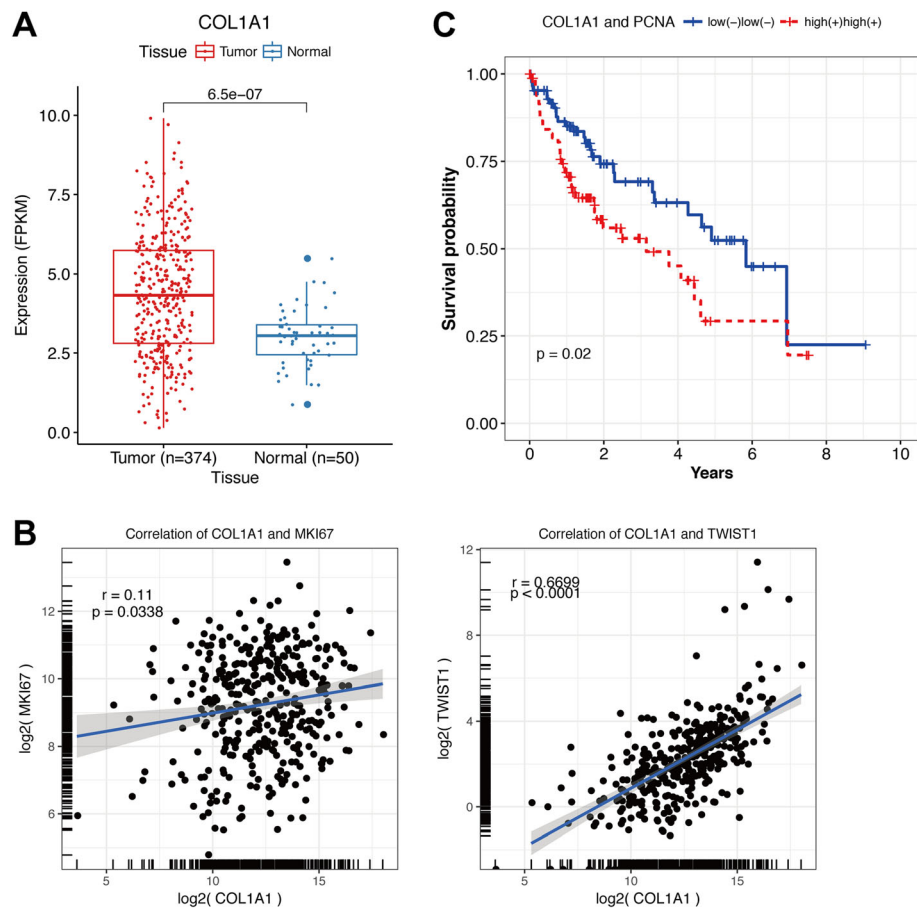 A
COL1A1
Tissue Tumor Normal
6.5e−07
10.0
7.5
5.0
2.5
0.0
Expression (FPKM)
Tumor (n=374) Normal (n=50)
Tissue
C
COL1A1 and PCNA low(−)low(−) high(+)high(+)
1.00
0.75
0.50
0.25
0.00
Survival probability
p = 0.02
0 2 4 6 8 10
Years
B
Correlation of COL1A1 and MKI67
r = 0.11
p = 0.0338
12
10
8
6
log2( MKI67 )
5 10 15
log2( COL1A1 )
Correlation of COL1A1 and TWIST1
r = 0.6699
p < 0.0001
12
8
4
0
log2( TWIST1 )
5 10 15
log2( COL1A1 )